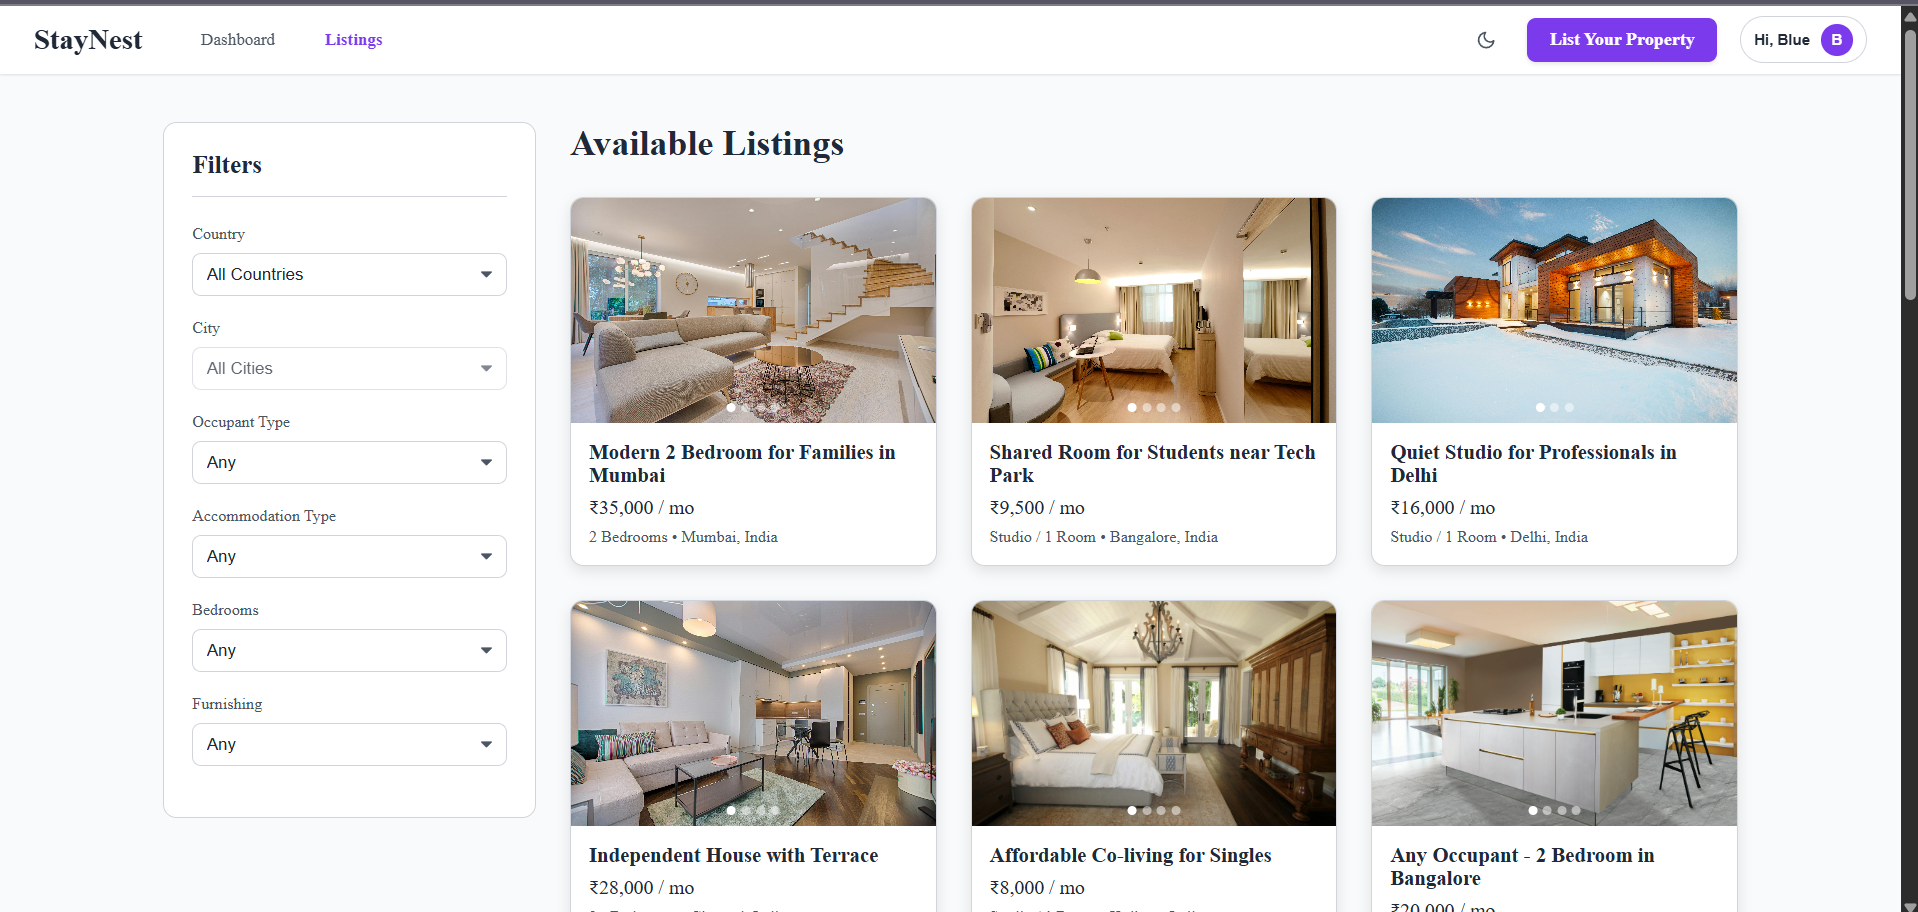 StayNest
Dashboard
Listings
List Your Property
Hi, Blue
B
Filters
Country
All Countries
City
All Cities
Occupant Type
Any
Accommodation Type
Any
Bedrooms
Any
Furnishing
Any
Available Listings
Modern 2 Bedroom for Families in
Mumbai
₹35,000 / mo
2 Bedrooms • Mumbai, India
Shared Room for Students near Tech
Park
₹9,500 / mo
Studio / 1 Room • Bangalore, India
Quiet Studio for Professionals in
Delhi
₹16,000 / mo
Studio / 1 Room • Delhi, India
Independent House with Terrace
₹28,000 / mo
Affordable Co-living for Singles
₹8,000 / mo
Any Occupant - 2 Bedroom in
Bangalore
₹20,000 / mo